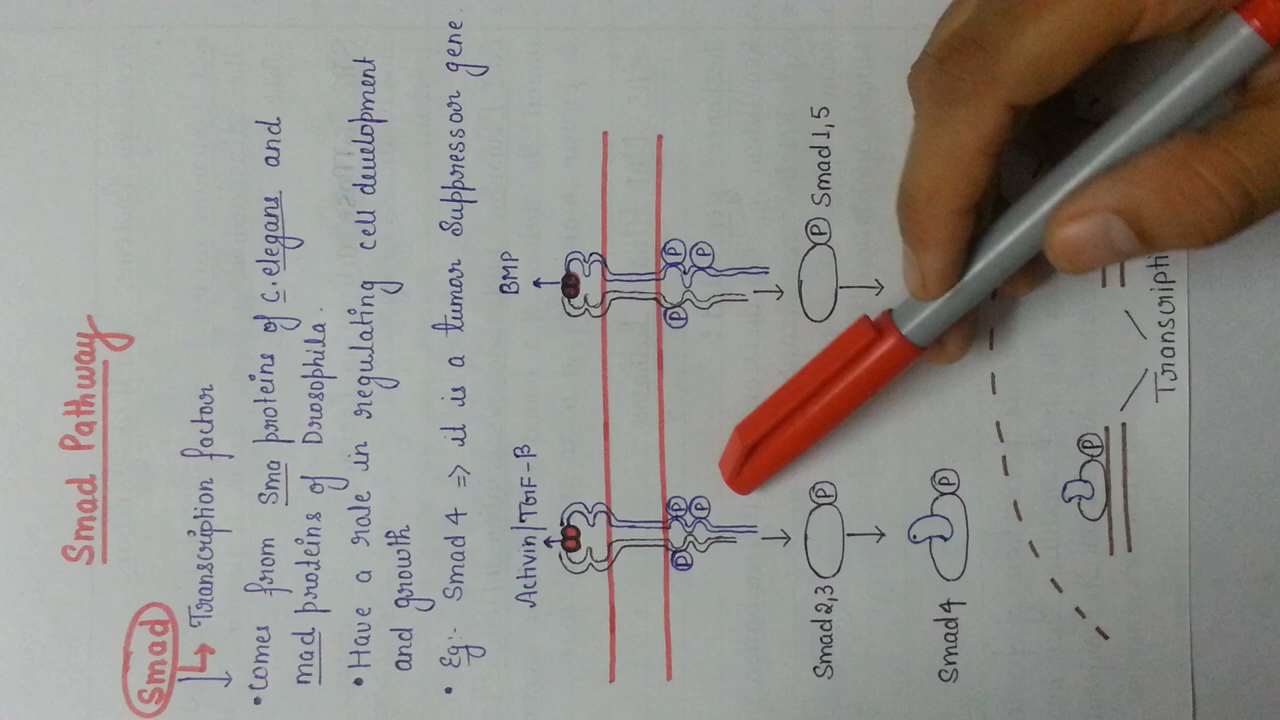 Smad Pathway
Smad
Transcription factor
• Comes from Sma proteins of C. elegans and
mad proteins of Drosophila.
• Have a role in regulating cell development
and growth
• Eg:- Smad 4 ⇒ it is a tumar suppressor gene.
Activin/TGF-β
BMP
P P P
P P P
Smad 2,3 P
P Smad 1,5
Smad 4 P
P